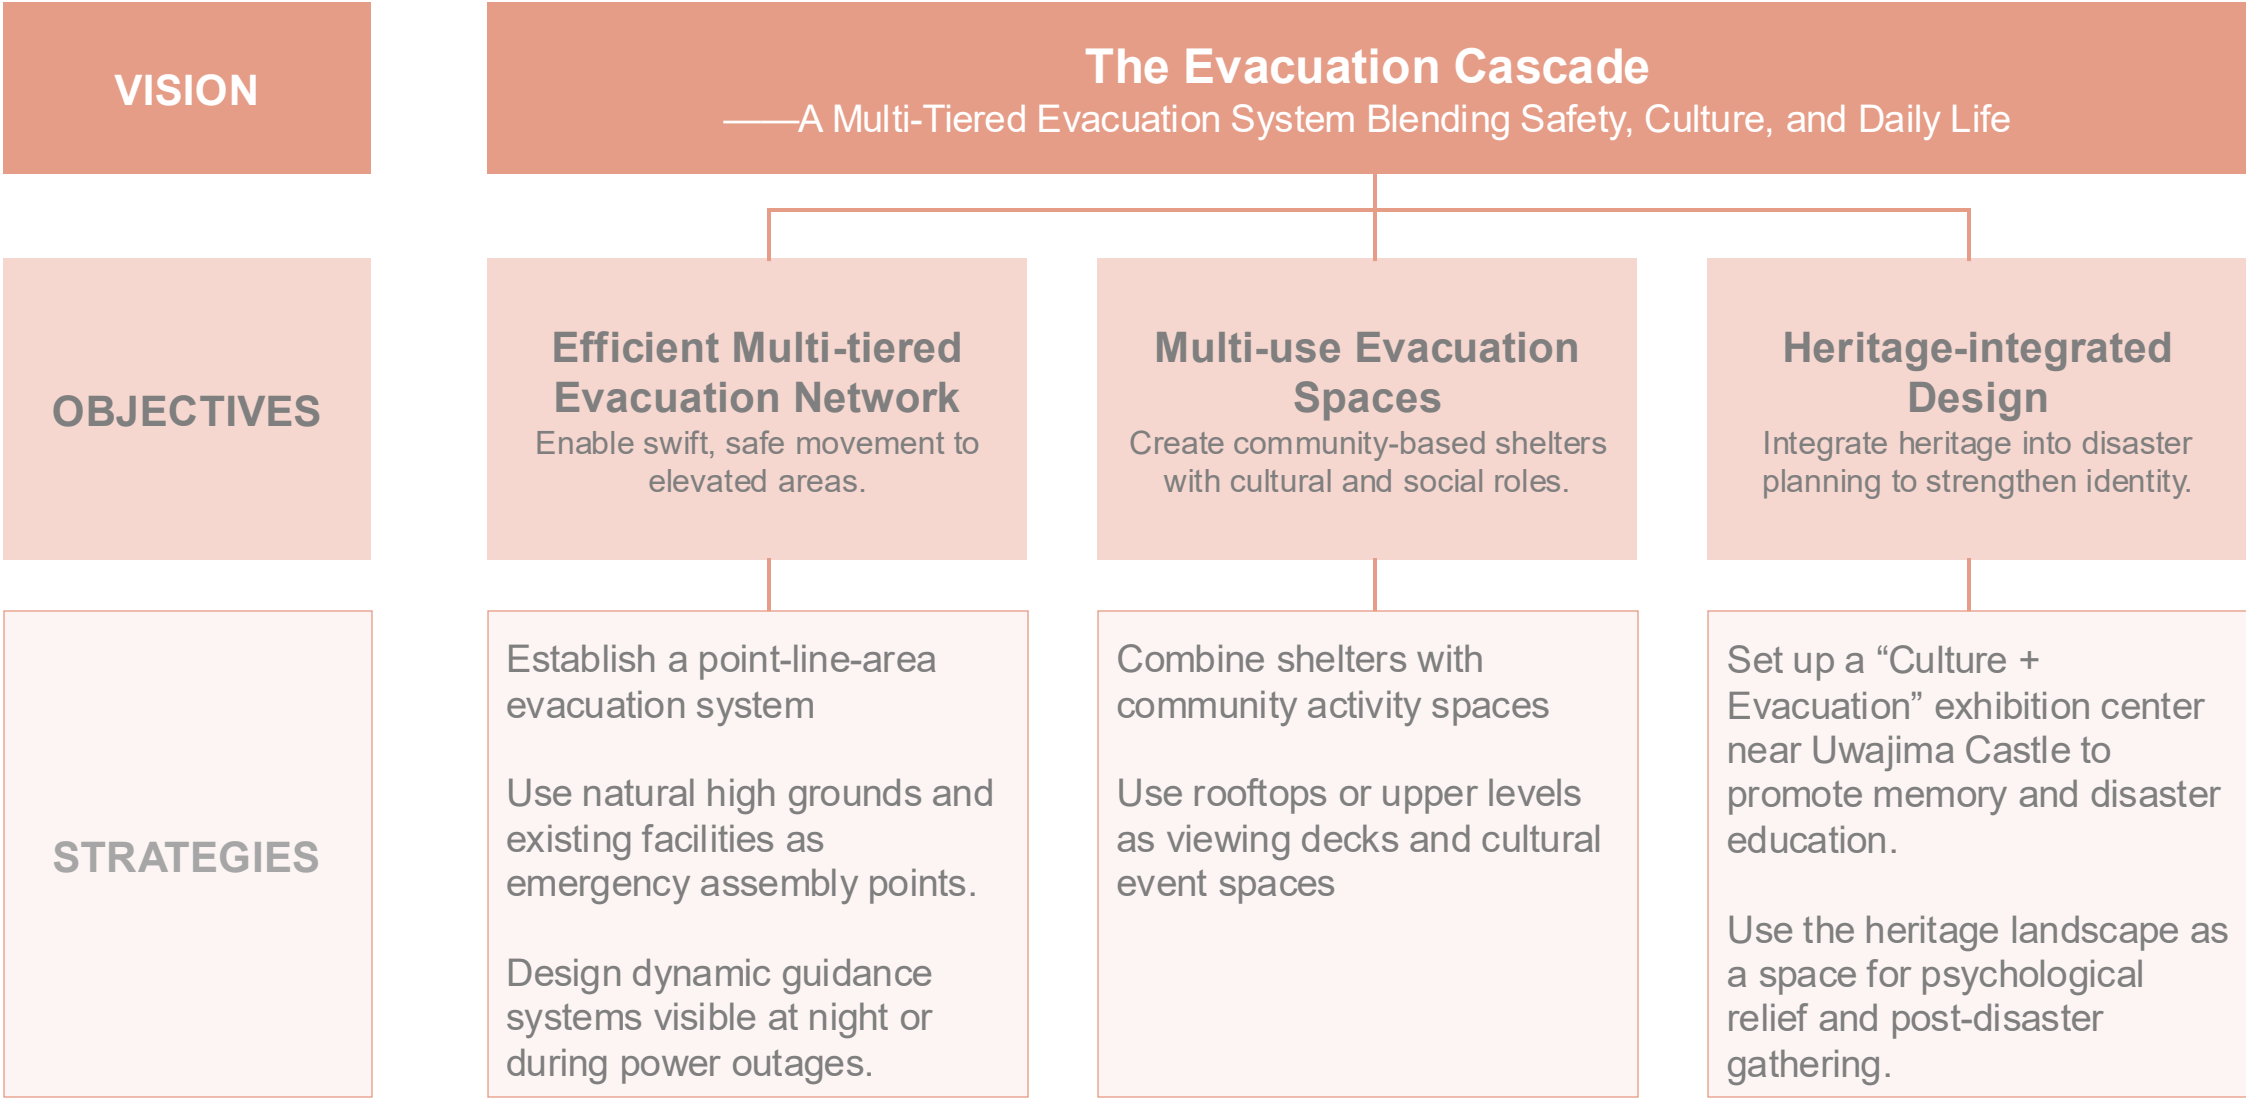 VISION
The Evacuation Cascade
——A Multi-Tiered Evacuation System Blending Safety, Culture, and Daily Life
OBJECTIVES
Efficient Multi-tiered
Evacuation Network
Enable swift, safe movement to
elevated areas.
Multi-use Evacuation
Spaces
Create community-based shelters
with cultural and social roles.
Heritage-integrated
Design
Integrate heritage into disaster
planning to strengthen identity.
STRATEGIES
Establish a point-line-area
evacuation system
Use natural high grounds and
existing facilities as
emergency assembly points.
Design dynamic guidance
systems visible at night or
during power outages.
Combine shelters with
community activity spaces
Use rooftops or upper levels
as viewing decks and cultural
event spaces
Set up a “Culture +
Evacuation” exhibition center
near Uwajima Castle to
promote memory and disaster
education.
Use the heritage landscape as
a space for psychological
relief and post-disaster
gathering.